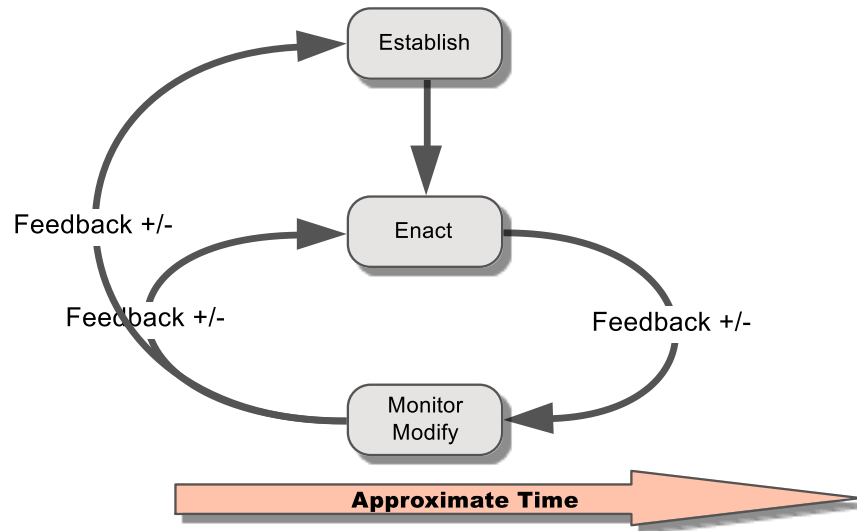 Establish
Feedback +/-
Enact
Feedback +/-
Feedback +/-
Monitor
Modify
Approximate Time